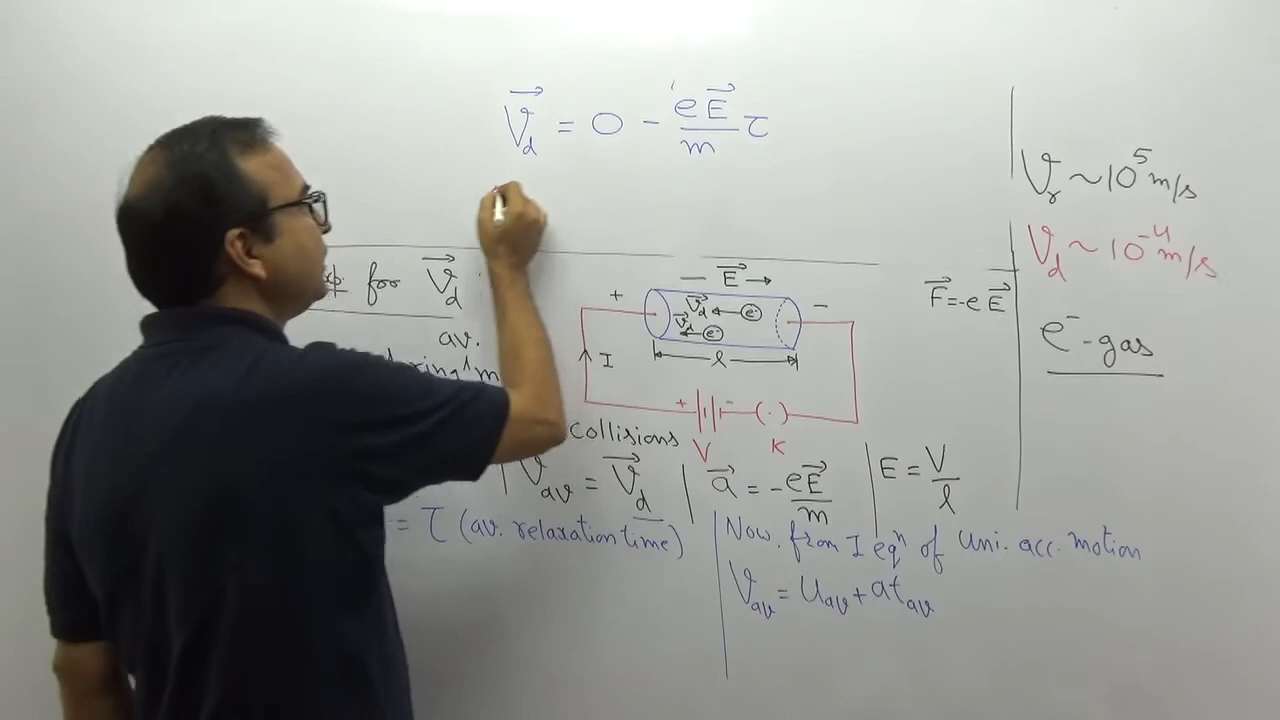 V⃗d = 0 - eE⃗/m τ
Vr ~ 10⁵ m/s
Vd ~ 10⁻⁴ m/s
e⁻-gas
for V⃗d
av.
collisions
- E⃗ →
+ -
V⃗d ← e⁻
V⃗d ← e⁻
l
I
+ -
V K
F⃗ = -eE⃗
V⃗av = V⃗d
a⃗ = -eE⃗/m
E = V/l
= τ (av. relaxation time)
Now, from I eqⁿ of Uni. acc. motion
Vav = Uav + atav